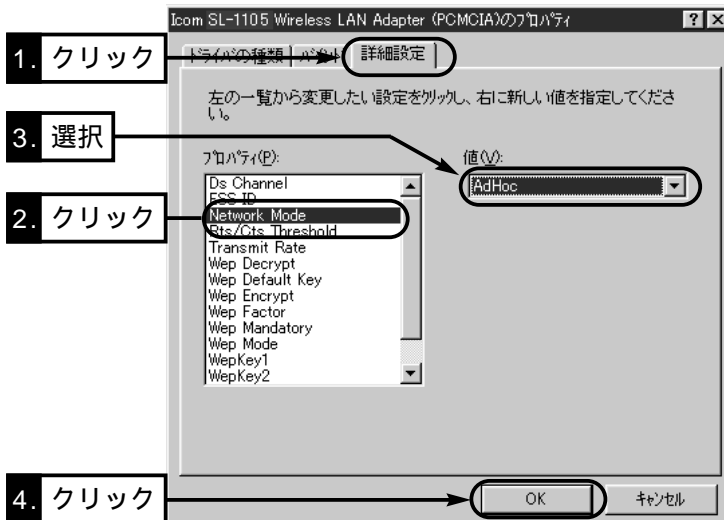 Icom SL-1105 Wireless LAN Adapter (PCMCIA)のプロパティ
1. クリック
ドライバの種類 バインド 詳細設定
左の一覧から変更したい設定をクリックし、右に新しい値を指定してくださ
い。
3. 選択
プロパティ(P):
値(V):
Ds Channel
ESS ID
AdHoc
2. クリック
Network Mode
Rts/Cts Threshold
Transmit Rate
Wep Decrypt
Wep Default Key
Wep Encrypt
Wep Factor
Wep Mandatory
Wep Mode
WepKey1
WepKey2
4. クリック
OK
キャンセル